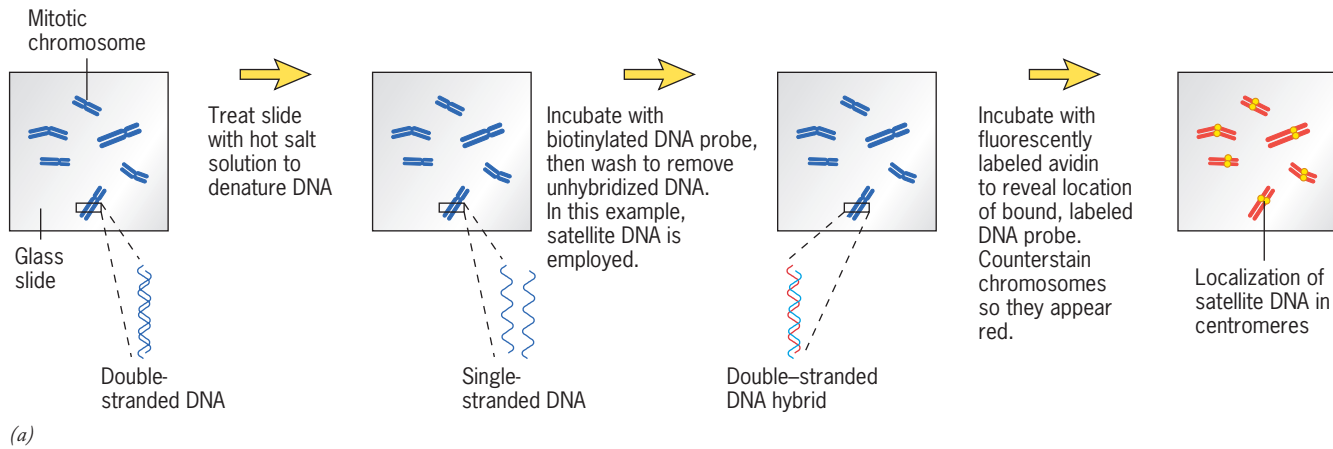 Mitotic
chromosome
Glass
slide
Double-
stranded DNA
Treat slide
with hot salt
solution to
denature DNA
Single-
stranded DNA
Incubate with
biotinylated DNA probe,
then wash to remove
unhybridized DNA.
In this example,
satellite DNA is
employed.
Double–stranded
DNA hybrid
Incubate with
fluorescently
labeled avidin
to reveal location
of bound, labeled
DNA probe.
Counterstain
chromosomes
so they appear
red.
Localization of
satellite DNA in
centromeres
(a)